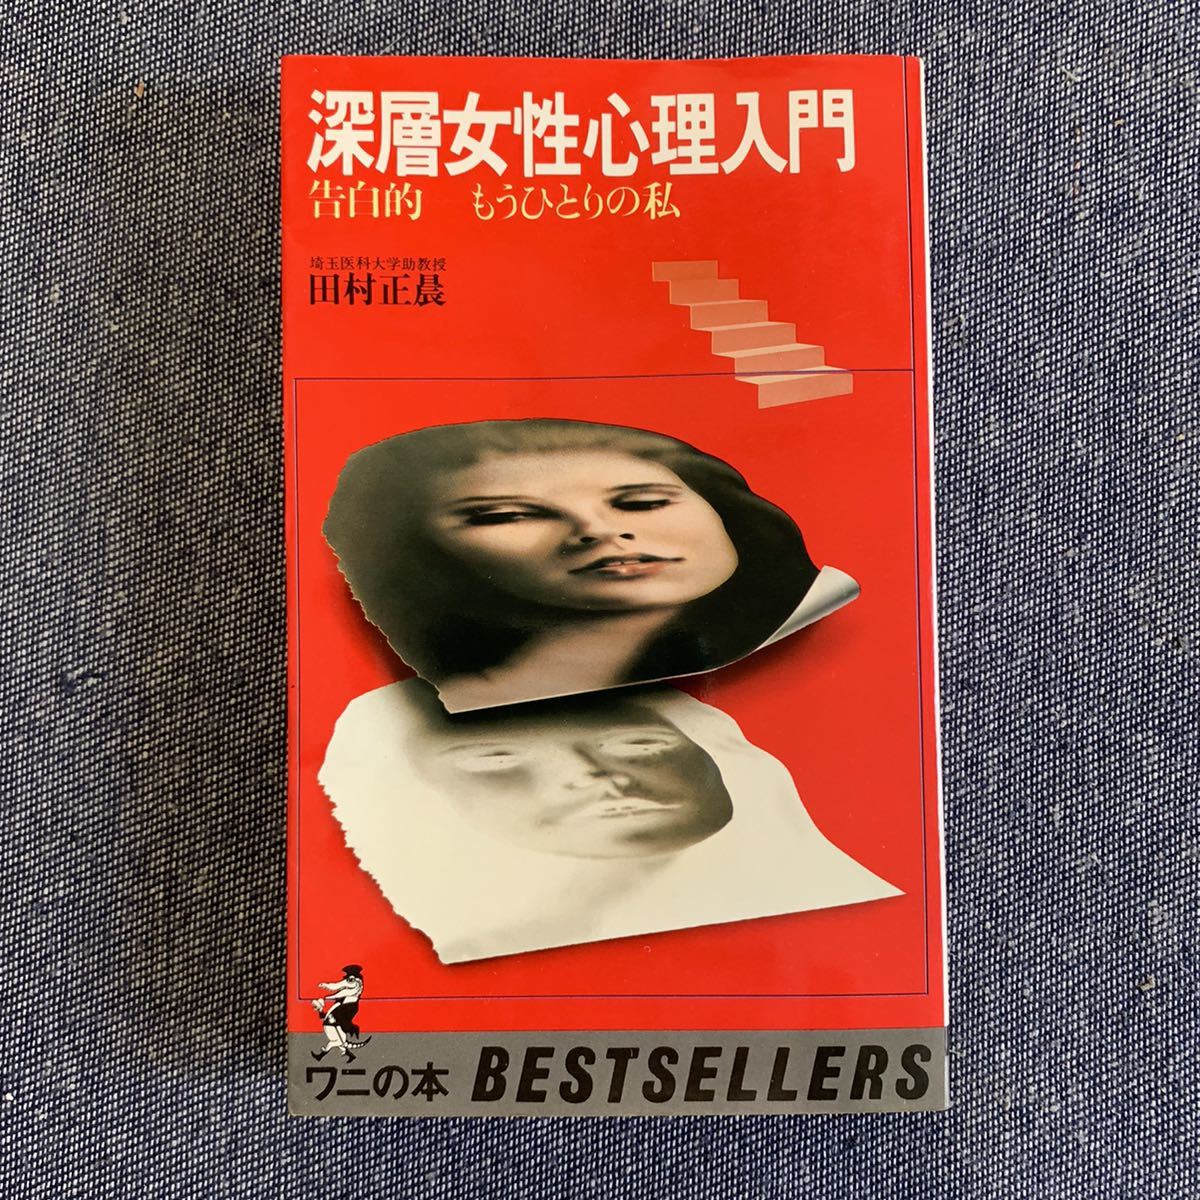 深層女性心理入門
告白的　もうひとりの私
埼玉医科大学助教授
田村正晨
ワニの本 BESTSELLERS